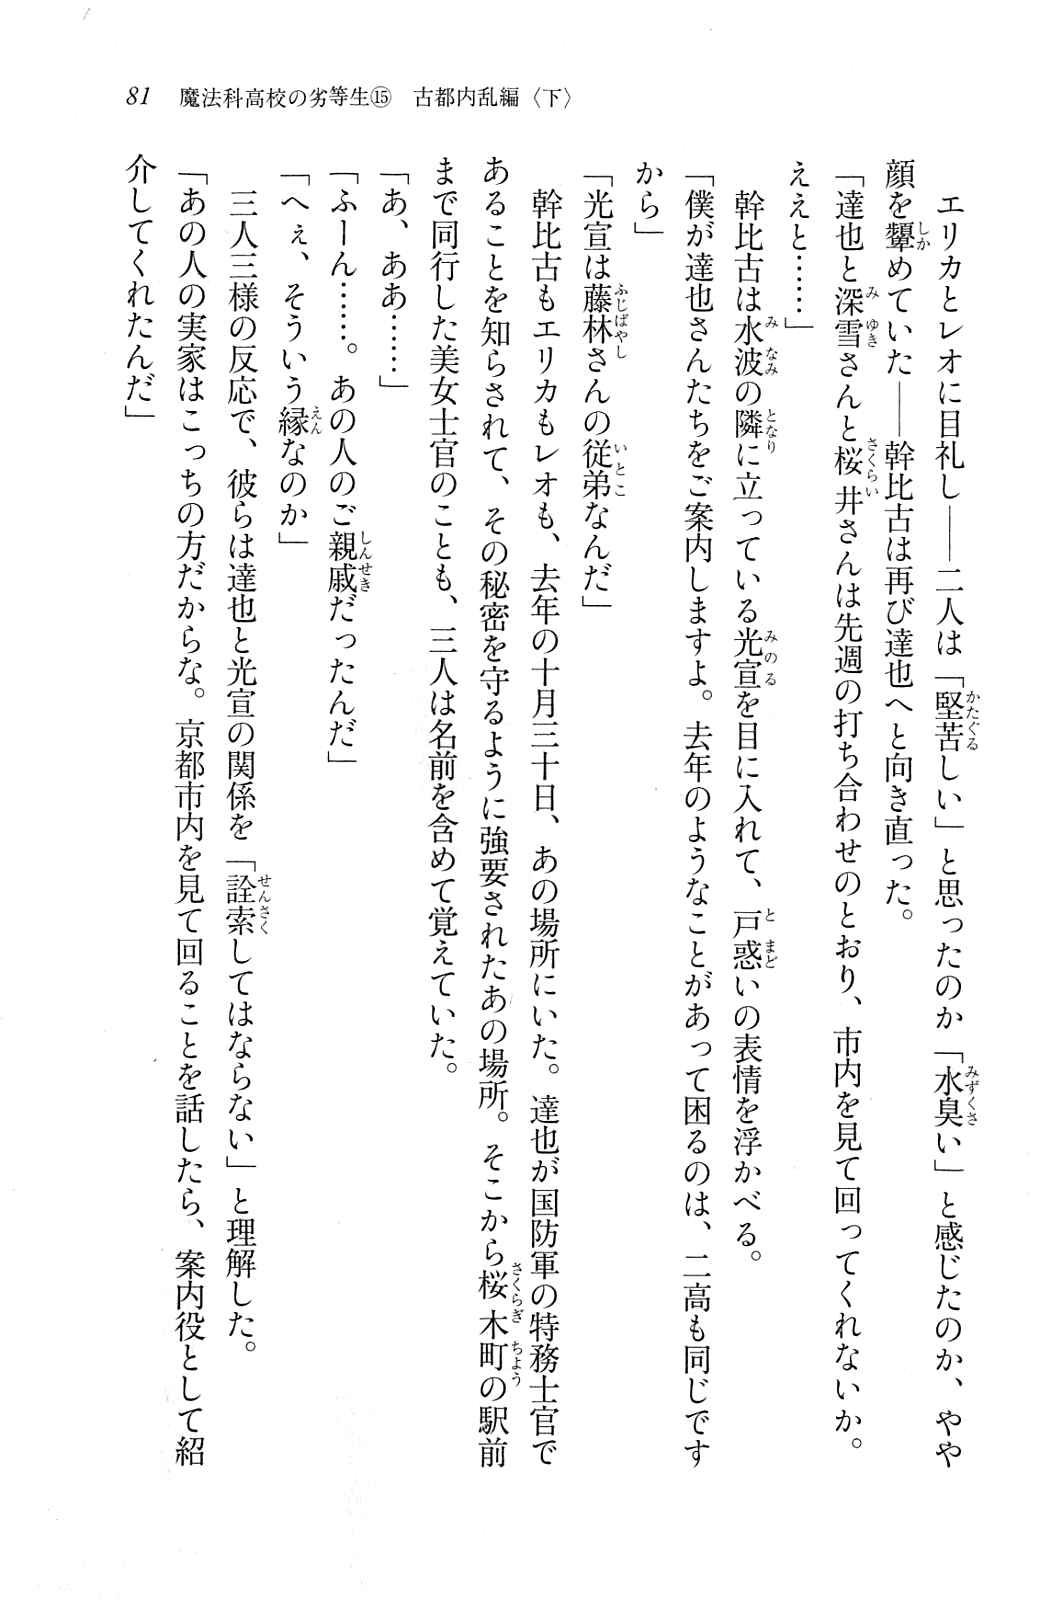 81　魔法科高校の劣等生⑮　古都内乱編〈下〉
　エリカとレオに目礼し――二人は「堅苦しい」と思ったのか「水臭い」と感じたのか、やや
顔を顰めていた――幹比古は再び達也へと向き直った。
「達也と深雪さんと桜井さんは先週の打ち合わせのとおり、市内を見て回ってくれないか。
ええと……」
　幹比古は水波の隣に立っている光宣を目に入れて、戸惑いの表情を浮かべる。
「僕が達也さんたちをご案内しますよ。去年のようなことがあって困るのは、二高も同じです
から」
「光宣は藤林さんの従弟なんだ」
　幹比古もエリカもレオも、去年の十月三十日、あの場所にいた。達也が国防軍の特務士官で
あることを知らされて、その秘密を守るように強要されたあの場所。そこから桜木町の駅前
まで同行した美女士官のことも、三人は名前を含めて覚えていた。
「あ、ああ……」
「ふーん……。あの人のご親戚だったんだ」
「へぇ、そういう縁なのか」
　三人三様の反応で、彼らは達也と光宣の関係を「詮索してはならない」と理解した。
「あの人の実家はこっちの方だからな。京都市内を見て回ることを話したら、案内役として紹
介してくれたんだ」